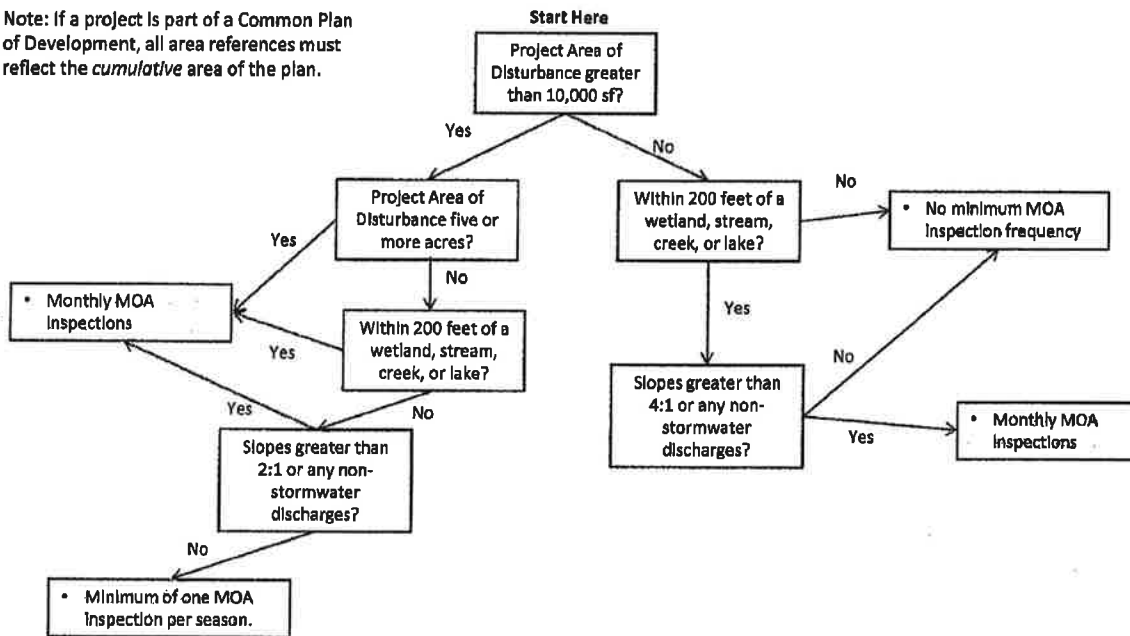 Note: If a project is part of a Common Plan
of Development, all area references must
reflect the cumulative area of the plan.
Start Here
Project Area of
Disturbance greater
than 10,000 sf?
Yes
No
Project Area of
Disturbance five or
more acres?
Within 200 feet of a
wetland, stream,
creek, or lake?
No
• No minimum MOA
inspection frequency
Yes
No
• Monthly MOA
inspections
Yes
Within 200 feet of a
wetland, stream,
creek, or lake?
Yes
No
Slopes greater than
4:1 or any non-
stormwater
discharges?
No
Yes
• Monthly MOA
inspections
Yes
No
Slopes greater than
2:1 or any non-
stormwater
discharges?
No
• Minimum of one MOA
inspection per season.